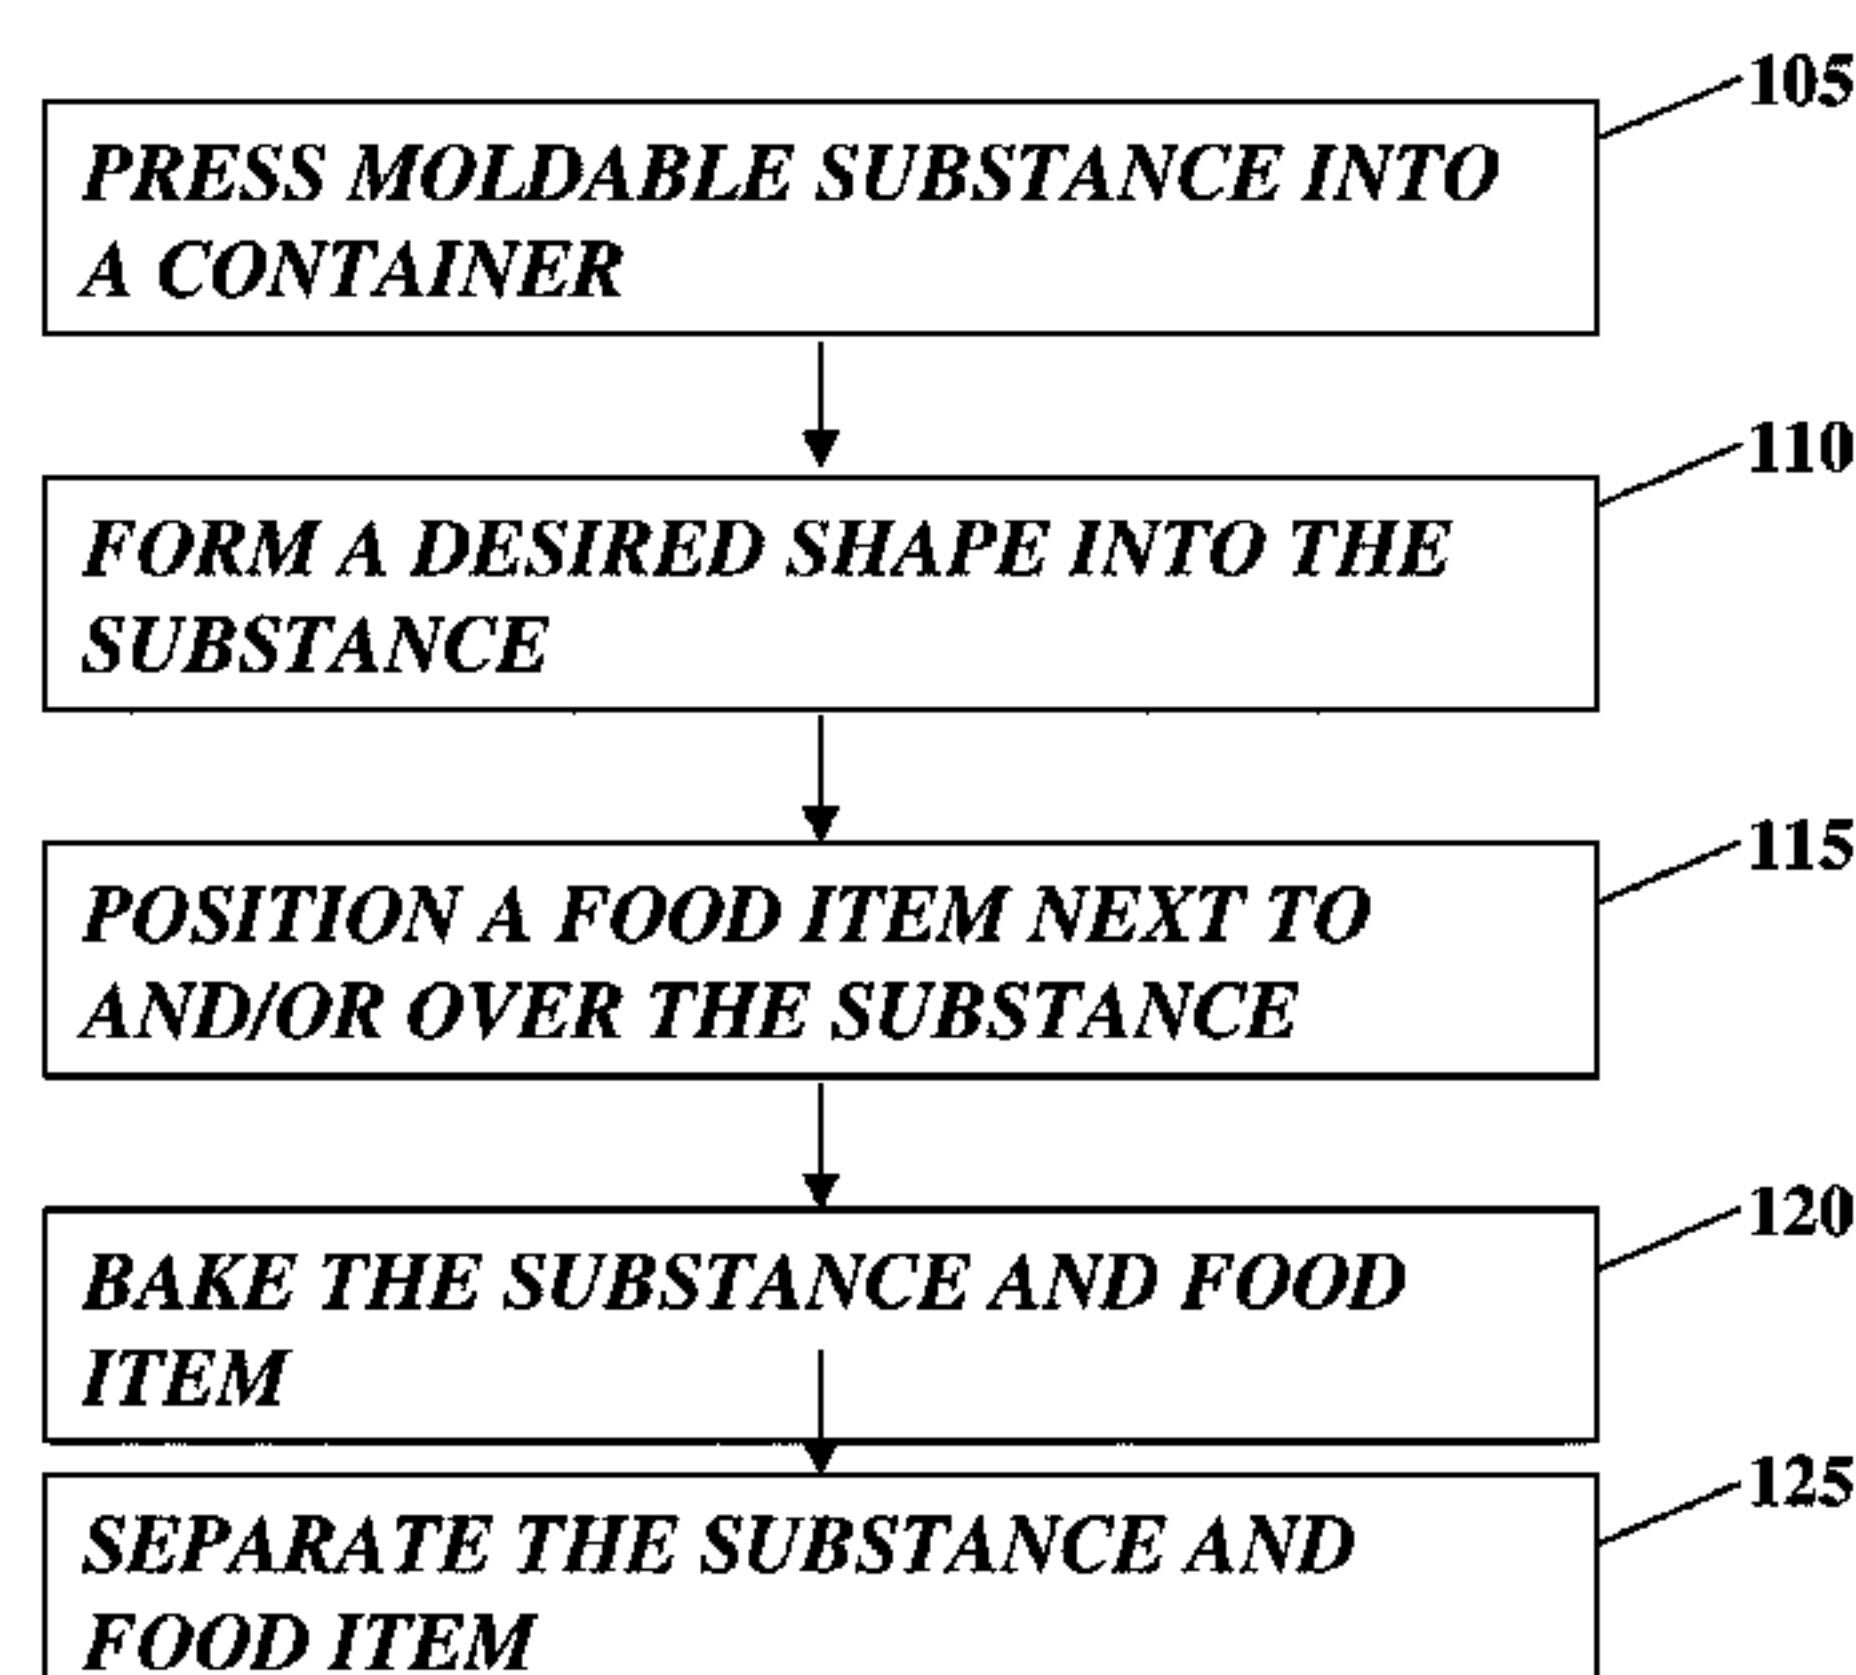 105
PRESS MOLDABLE SUBSTANCE INTO
A CONTAINER
110
FORM A DESIRED SHAPE INTO THE
SUBSTANCE
115
POSITION A FOOD ITEM NEXT TO
AND/OR OVER THE SUBSTANCE
120
BAKE THE SUBSTANCE AND FOOD
ITEM
125
SEPARATE THE SUBSTANCE AND
FOOD ITEM